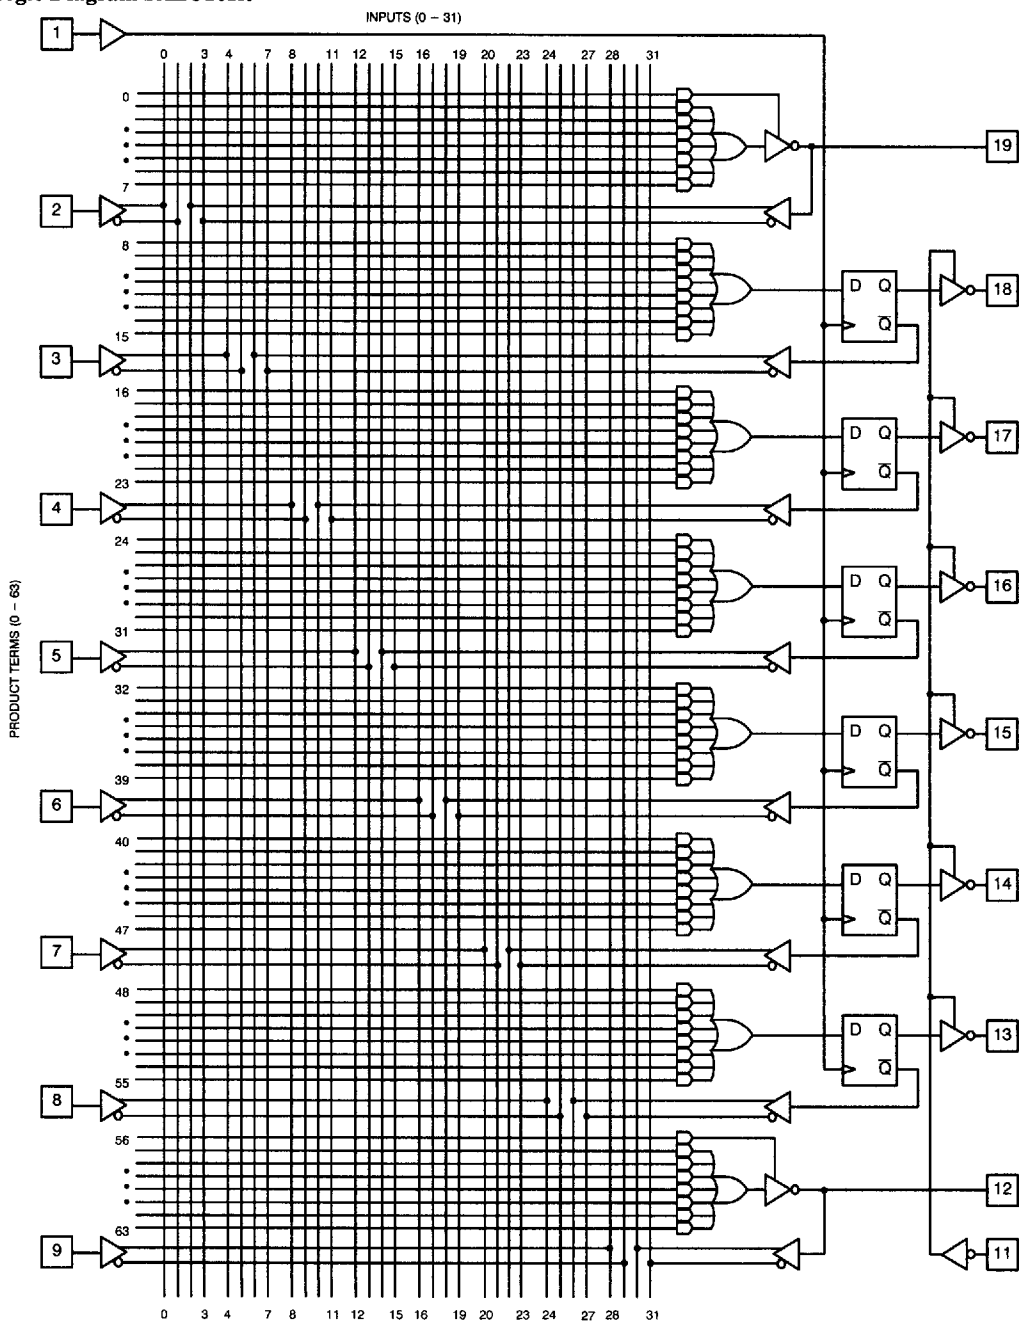 INPUTS (0 – 31)
1
0 3 4 7 8 11 12 15 16 19 20 23 24 27 28 31
0
19
7
2
8
D Q
18
Q̅
15
3
16
D Q
17
Q̅
23
4
24
D Q
16
Q̅
31
5
PRODUCT TERMS (0 – 63)
32
D Q
15
Q̅
39
6
40
D Q
14
Q̅
47
7
48
D Q
13
Q̅
55
8
56
12
63
9
11
0 3 4 7 8 11 12 15 16 19 20 23 24 27 28 31